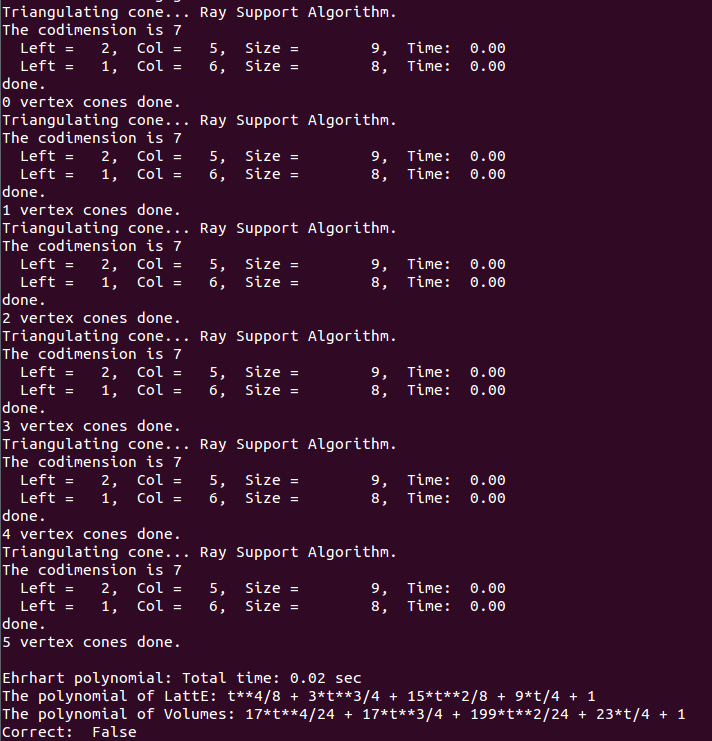 Triangulating cone... Ray Support Algorithm.
The codimension is 7
  Left =   2,  Col =   5,  Size =        9,  Time:  0.00
  Left =   1,  Col =   6,  Size =        8,  Time:  0.00
done.
0 vertex cones done.
Triangulating cone... Ray Support Algorithm.
The codimension is 7
  Left =   2,  Col =   5,  Size =        9,  Time:  0.00
  Left =   1,  Col =   6,  Size =        8,  Time:  0.00
done.
1 vertex cones done.
Triangulating cone... Ray Support Algorithm.
The codimension is 7
  Left =   2,  Col =   5,  Size =        9,  Time:  0.00
  Left =   1,  Col =   6,  Size =        8,  Time:  0.00
done.
2 vertex cones done.
Triangulating cone... Ray Support Algorithm.
The codimension is 7
  Left =   2,  Col =   5,  Size =        9,  Time:  0.00
  Left =   1,  Col =   6,  Size =        8,  Time:  0.00
done.
3 vertex cones done.
Triangulating cone... Ray Support Algorithm.
The codimension is 7
  Left =   2,  Col =   5,  Size =        9,  Time:  0.00
  Left =   1,  Col =   6,  Size =        8,  Time:  0.00
done.
4 vertex cones done.
Triangulating cone... Ray Support Algorithm.
The codimension is 7
  Left =   2,  Col =   5,  Size =        9,  Time:  0.00
  Left =   1,  Col =   6,  Size =        8,  Time:  0.00
done.
5 vertex cones done.

Ehrhart polynomial: Total time: 0.02 sec
The polynomial of LattE: t**4/8 + 3*t**3/4 + 15*t**2/8 + 9*t/4 + 1
The polynomial of Volumes: 17*t**4/24 + 17*t**3/4 + 199*t**2/24 + 23*t/4 + 1
Correct:  False